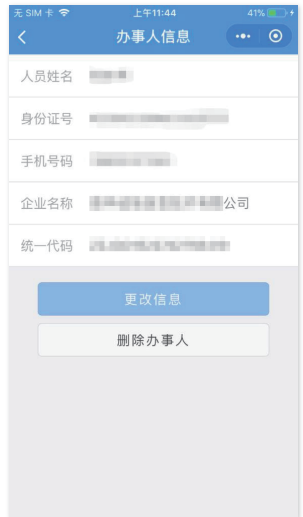 无 SIM 卡 上午11:44 41%
办事人信息
人员姓名
身份证号
手机号码
企业名称 公司
统一代码
更改信息
删除办事人